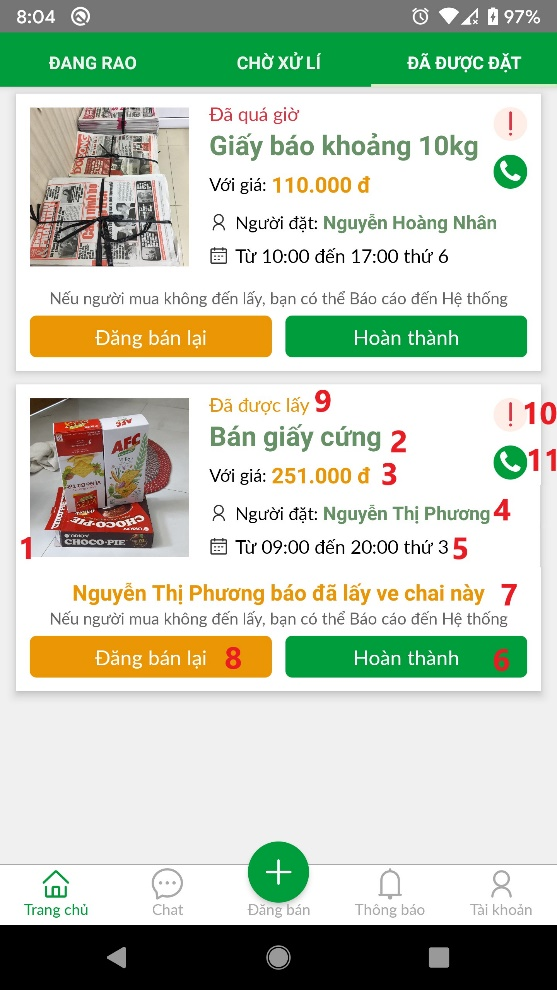 8:04 97%
ĐANG RAO CHỜ XỬ LÍ ĐÃ ĐƯỢC ĐẶT
Đã quá giờ
Giấy báo khoảng 10kg
Với giá: 110.000 đ
Người đặt: Nguyễn Hoàng Nhân
Từ 10:00 đến 17:00 thứ 6
Nếu người mua không đến lấy, bạn có thể Báo cáo đến Hệ thống
Đăng bán lại Hoàn thành
Đã được lấy 9
10
Bán giấy cứng 2
11
Với giá: 251.000 đ 3
Người đặt: Nguyễn Thị Phương 4
Từ 09:00 đến 20:00 thứ 3 5
AFC
CHOCO-PIE
CHOCO-PIE
1
Nguyễn Thị Phương báo đã lấy ve chai này 7
Nếu người mua không đến lấy, bạn có thể Báo cáo đến Hệ thống
Đăng bán lại 8 Hoàn thành 6
Trang chủ Chat Đăng bán Thông báo Tài khoản